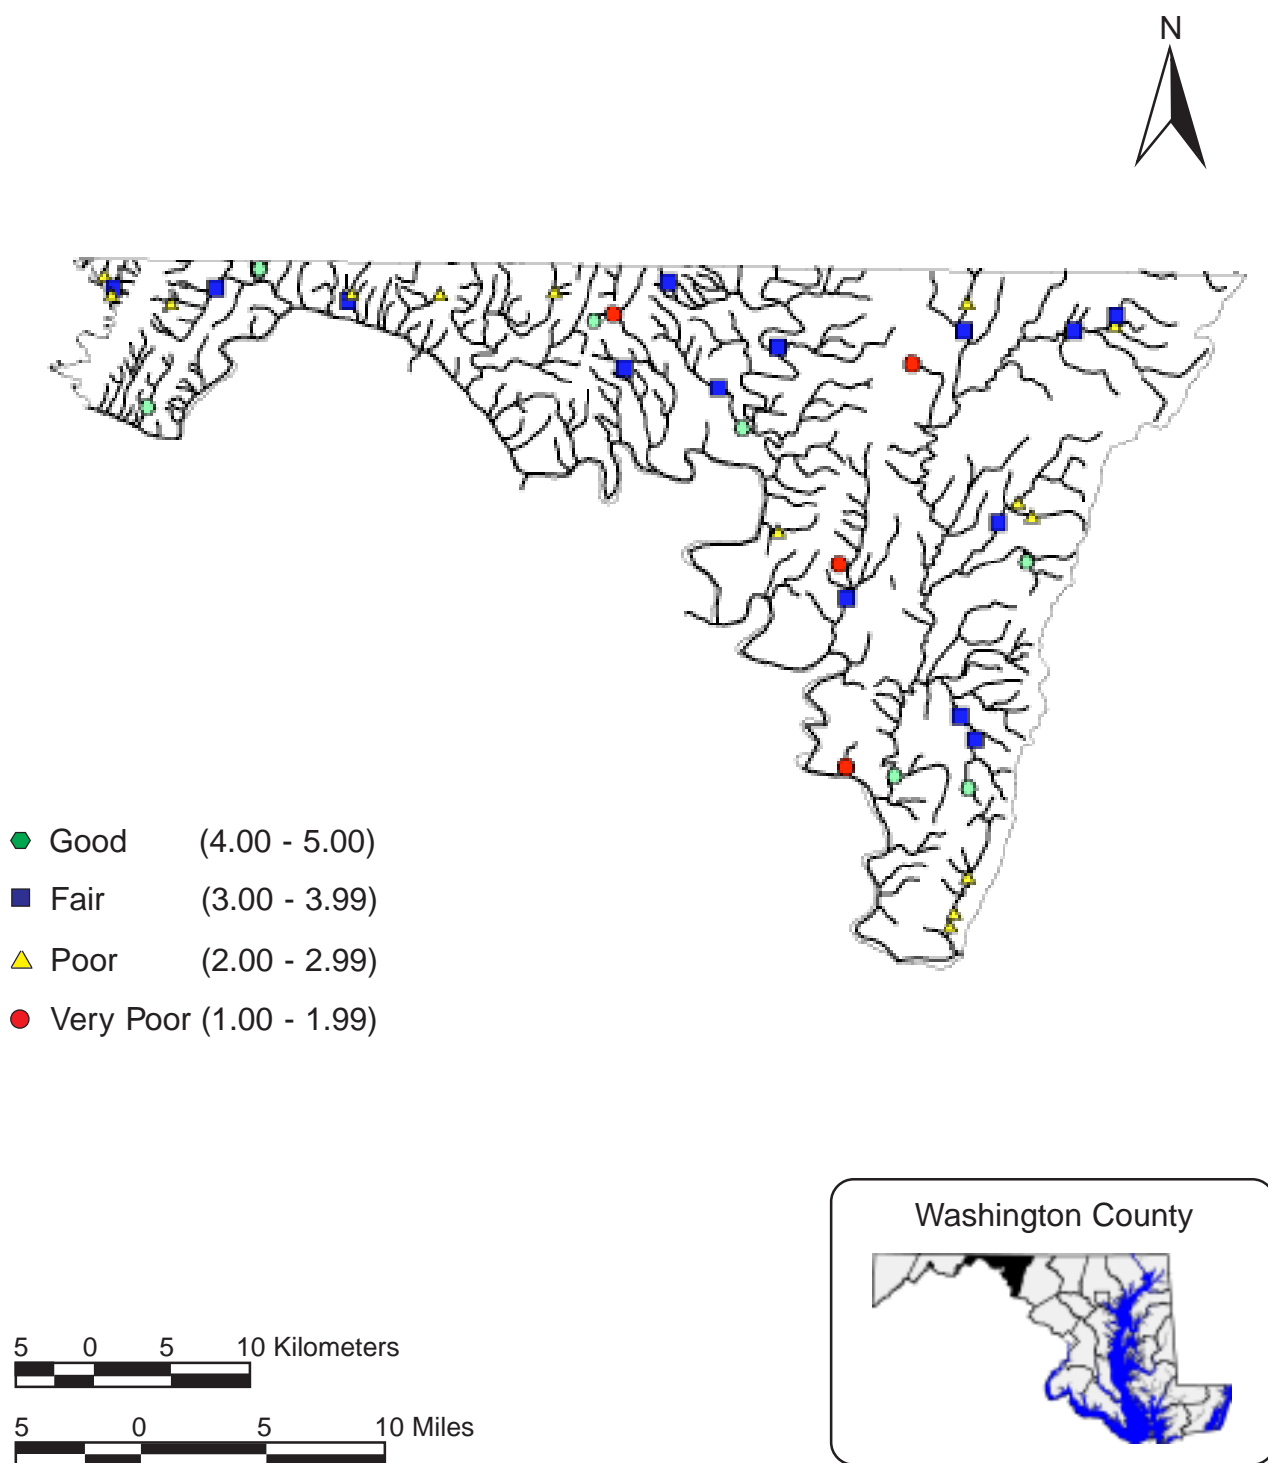 N
Good (4.00 - 5.00)
Fair (3.00 - 3.99)
Poor (2.00 - 2.99)
Very Poor (1.00 - 1.99)
Washington County
5 0 5 10 Kilometers
5 0 5 10 Miles